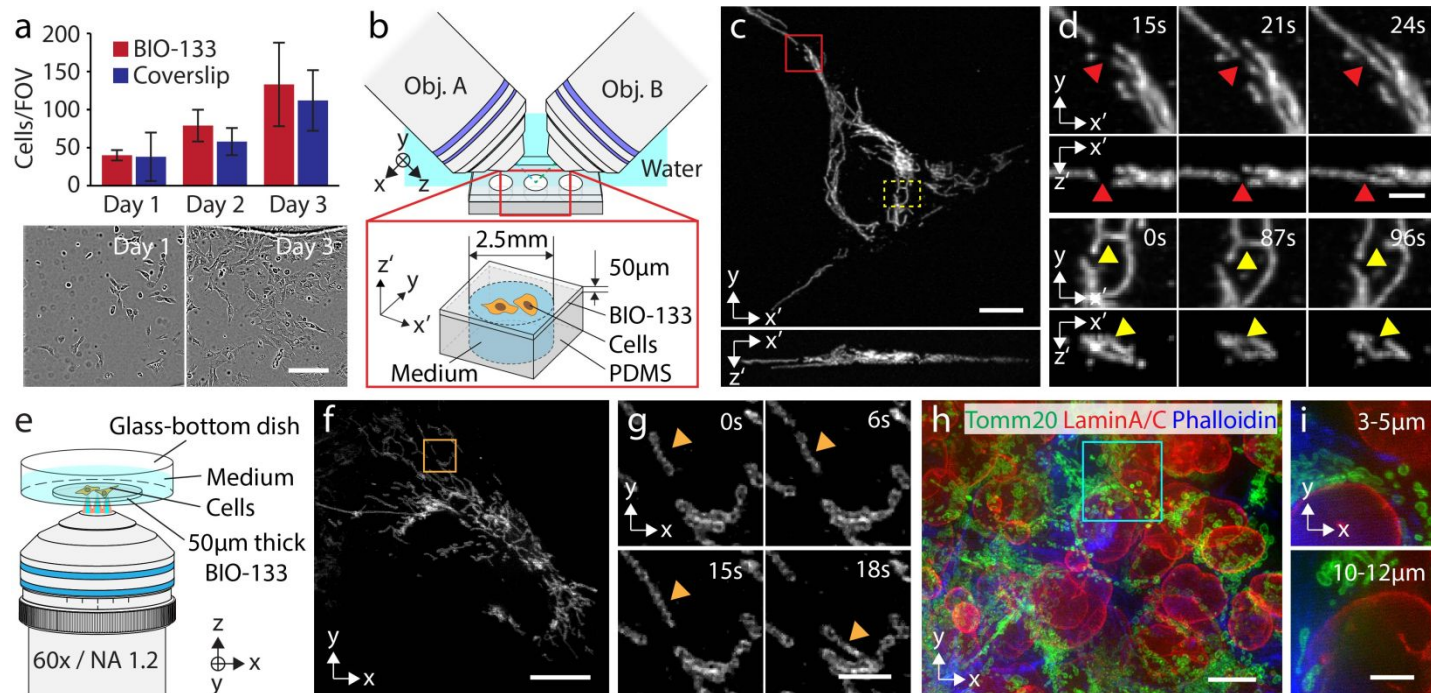 a
200
150
100
50
0
Cells/FOV
BIO-133
Coverslip
Day 1
Day 2
Day 3
Day 1
Day 3
b
Obj. A
Obj. B
y
x
z
Water
2.5mm
50µm
z′
y
x′
BIO-133
Cells
Medium
PDMS
c
y
x′
x′
z′
d
15s
21s
24s
y
x′
x′
z′
0s
87s
96s
y
x′
x′
z′
e
Glass-bottom dish
Medium
Cells
50µm thick
BIO-133
60x / NA 1.2
z
x
y
f
y
x
g
0s
6s
y
x
15s
18s
h
Tomm20 LaminA/C Phalloidin
y
x
i
3-5µm
y
x
10-12µm